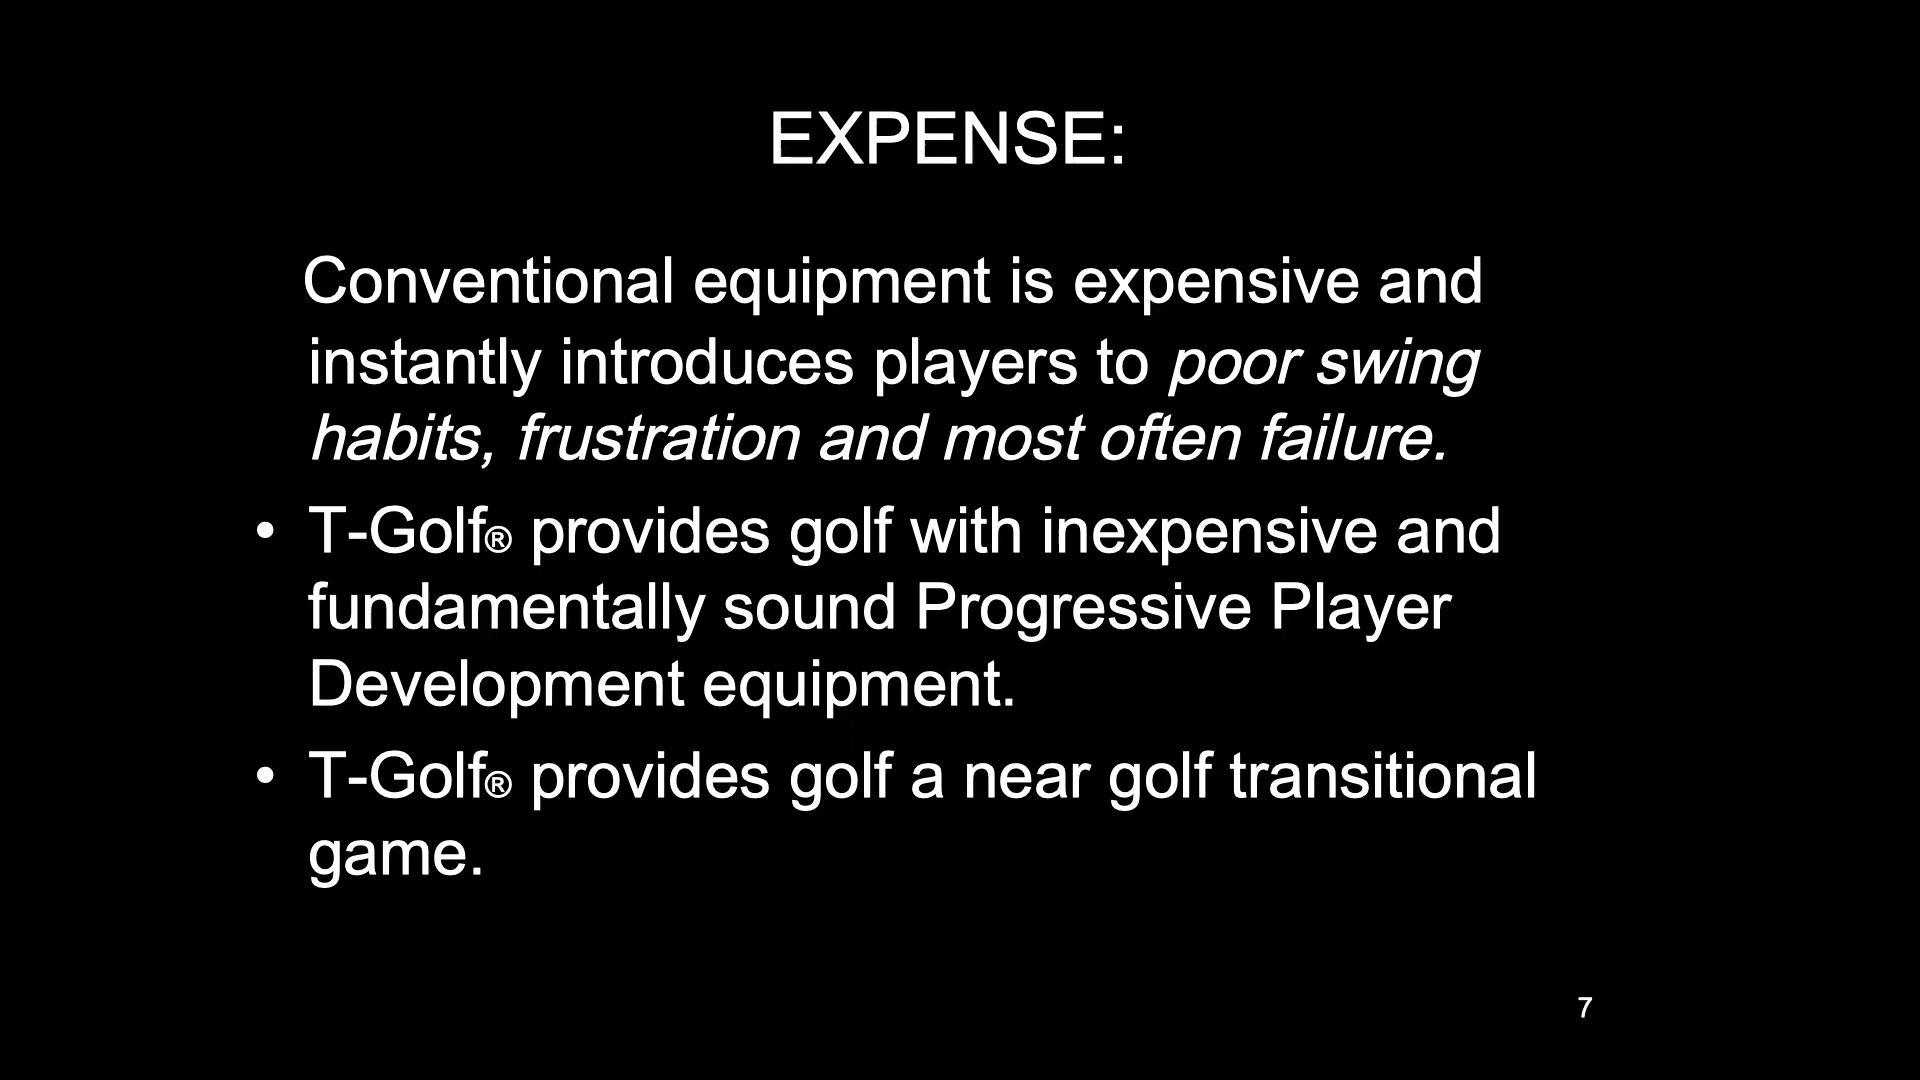 EXPENSE:
Conventional equipment is expensive and
instantly introduces players to poor swing
habits, frustration and most often failure.
• T-Golf® provides golf with inexpensive and
fundamentally sound Progressive Player
Development equipment.
• T-Golf® provides golf a near golf transitional
game.
7